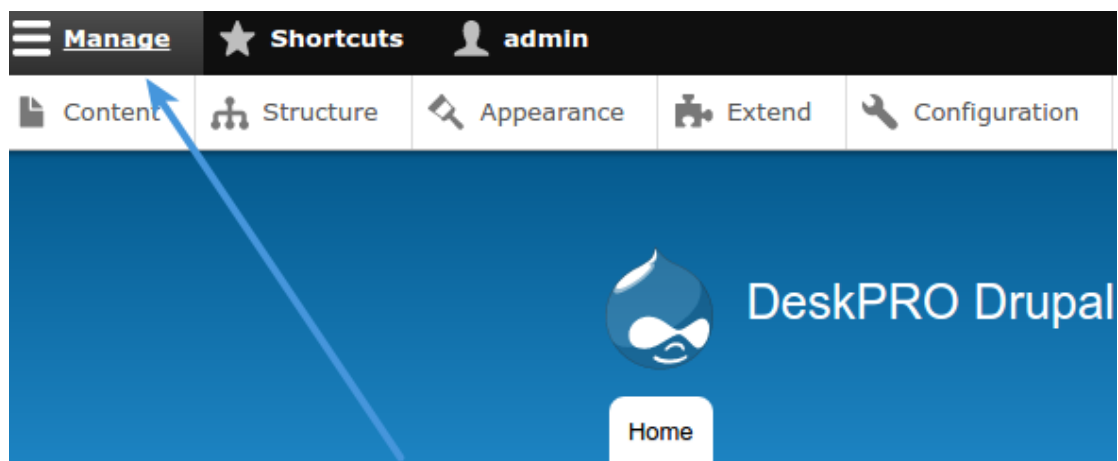 Manage Shortcuts admin
Content Structure Appearance Extend Configuration
DeskPRO Drupal
Home